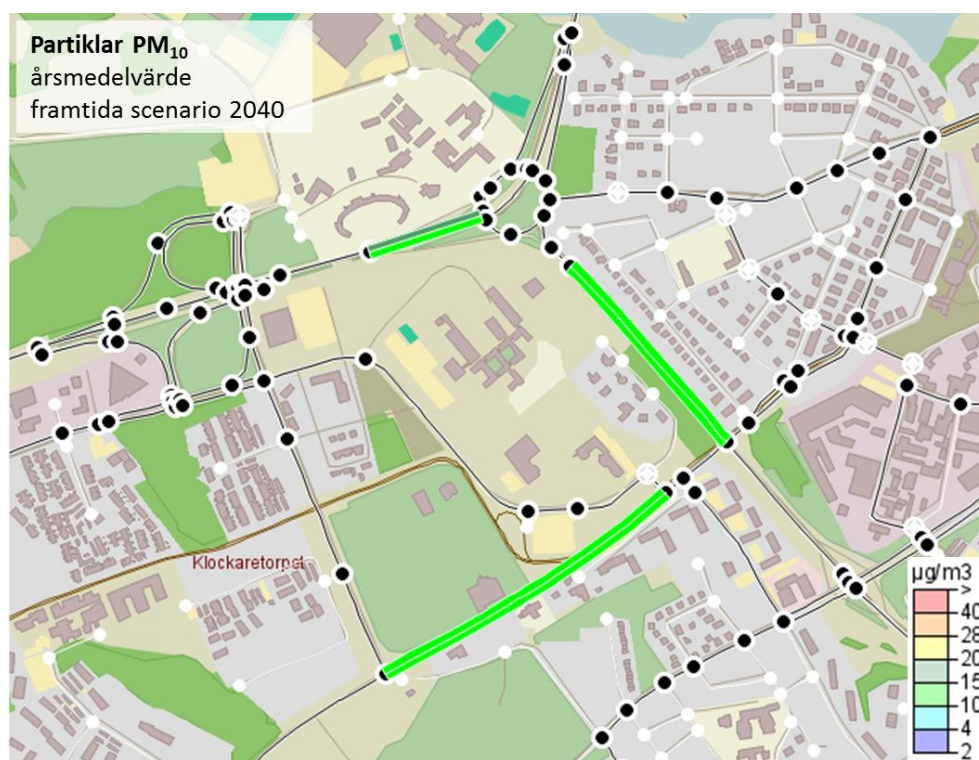 Partiklar PM10
årsmedelvärde
framtida scenario 2040
Klockaretorpet
µg/m3
>
40
28
20
15
10
4
2